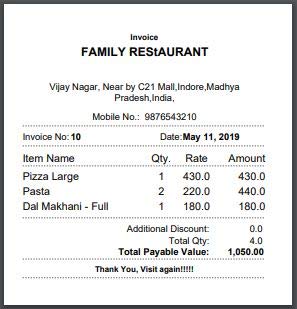 Invoice
FAMILY REStAURANT
Vijay Nagar, Near by C21 Mall,Indore,Madhya
Pradesh,India,
Mobile No.: 9876543210
Invoice No: 10 Date:May 11, 2019
Item Name Qty. Rate Amount
Pizza Large 1 430.0 430.0
Pasta 2 220.0 440.0
Dal Makhani - Full 1 180.0 180.0
Additional Discount: 0.0
Total Qty: 4.0
Total Payable Value: 1,050.00
Thank You, Visit again!!!!!